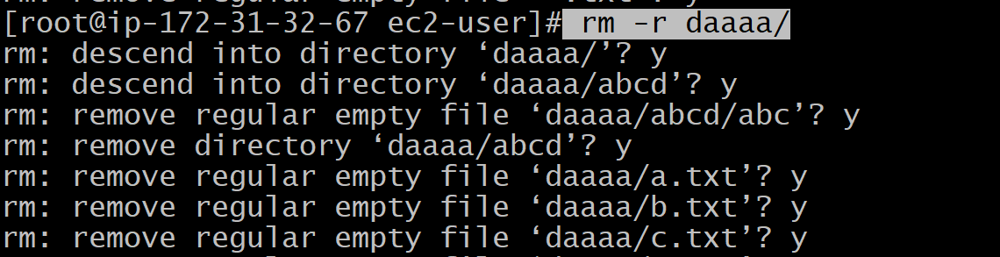 .txt’? y
[root@ip-172-31-32-67 ec2-user]# rm -r daaaa/
rm: descend into directory ‘daaaa/’? y
rm: descend into directory ‘daaaa/abcd’? y
rm: remove regular empty file ‘daaaa/abcd/abc’? y
rm: remove directory ‘daaaa/abcd’? y
rm: remove regular empty file ‘daaaa/a.txt’? y
rm: remove regular empty file ‘daaaa/b.txt’? y
rm: remove regular empty file ‘daaaa/c.txt’? y